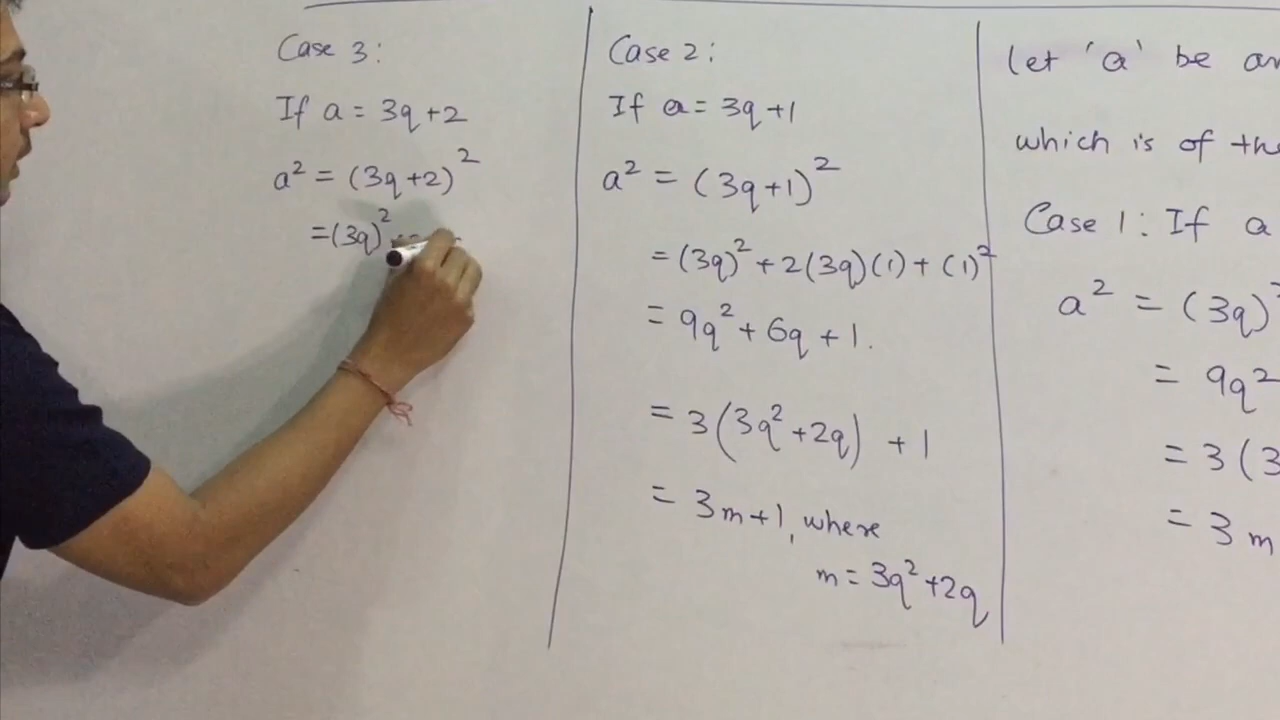 Case 3:
If a = 3q+2
a² = (3q+2)²
=(3q)²
Case 2:
If a = 3q+1
a² = (3q+1)²
= (3q)² + 2(3q)(1) + (1)²
= 9q² + 6q + 1.
= 3(3q²+2q) + 1
= 3m+1, where
m = 3q²+2q
let 'a' be
which is of
Case 1: If a
a² = (3q)
= 9q²
= 3(3
= 3m